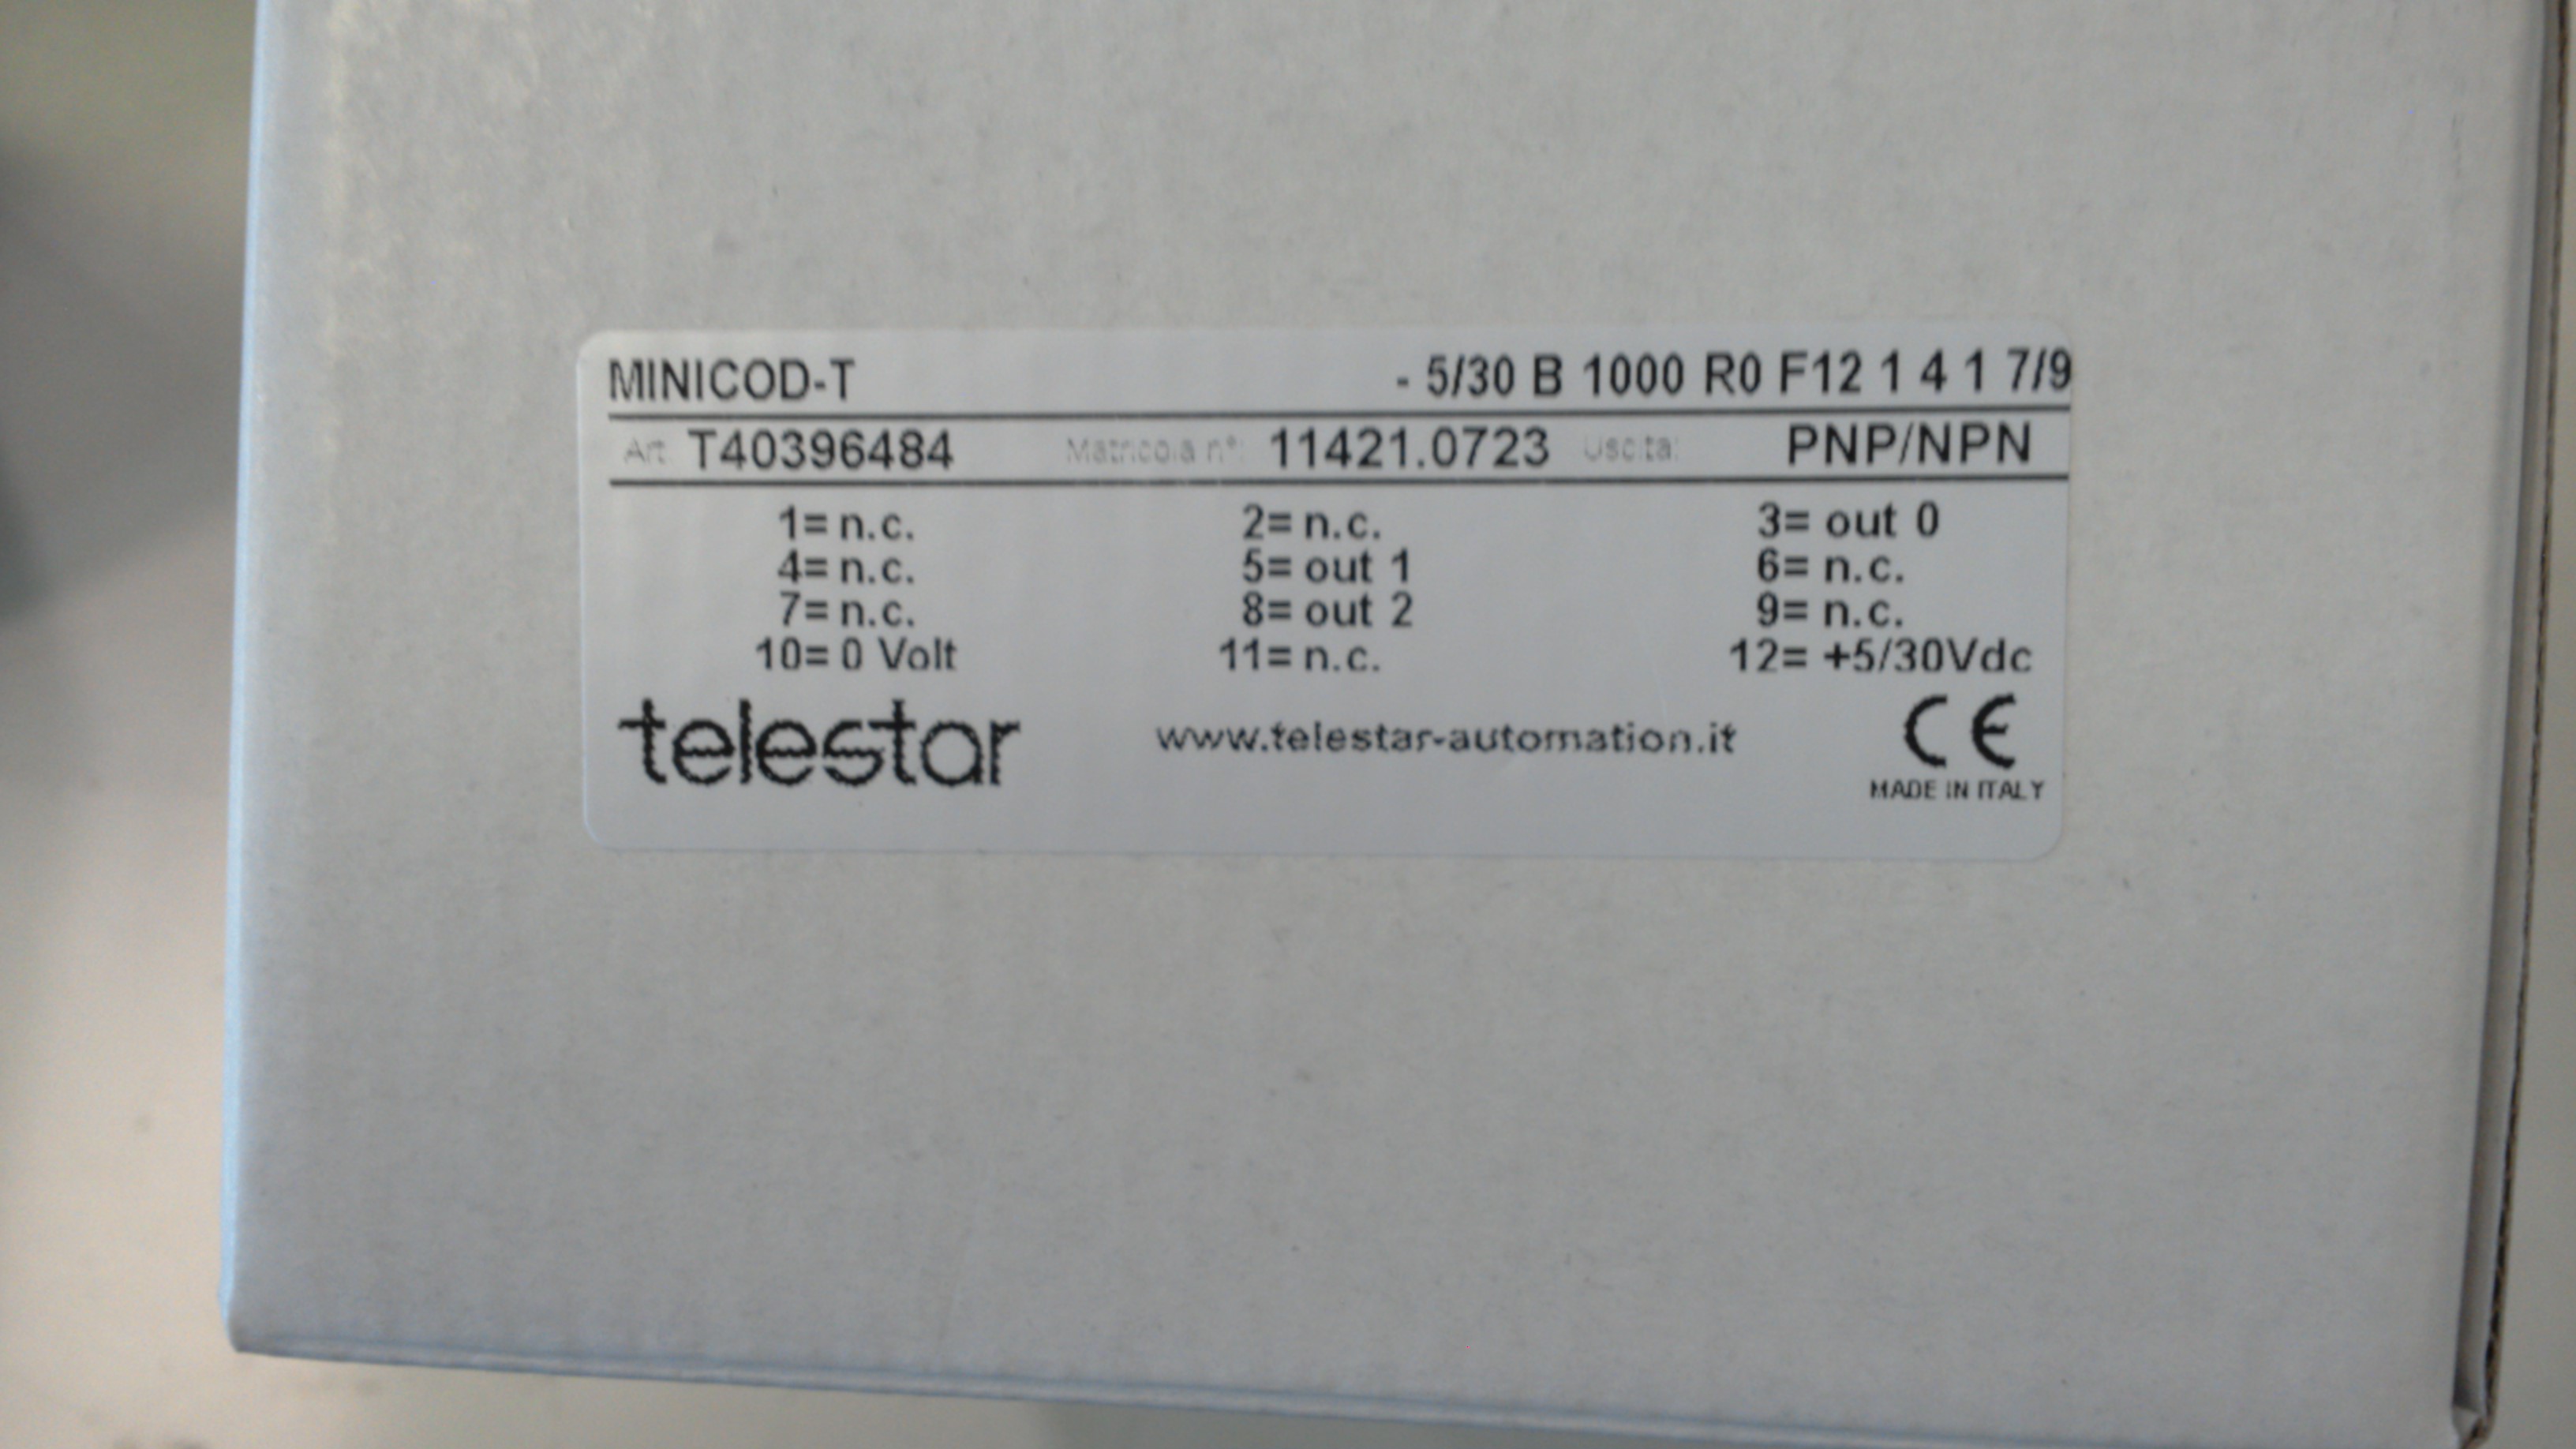 MINICOD-T - 5/30 B 1000 R0 F12 1 4 1 7/9
Art T40396484 Matricola n°: 11421.0723 Uscita: PNP/NPN
1= n.c. 2= n.c. 3= out 0
4= n.c. 5= out 1 6= n.c.
7= n.c. 8= out 2 9= n.c.
10= 0 Volt 11= n.c. 12= +5/30Vdc
telestar www.telestar-automation.it CE
MADE IN ITALY